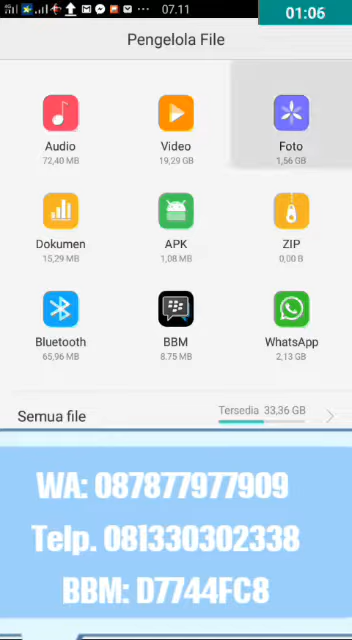 07.11
01:06
Pengelola File
Audio Video Foto
72,40 MB 19,29 GB 1,56 GB
Dokumen APK ZIP
15,29 MB 1,08 MB 0,00 B
Bluetooth BBM WhatsApp
65,96 MB 8,75 MB 2,13 GB
Semua file Tersedia 33,36 GB
WA: 087877977909
Telp. 081330302338
BBM: D7744FC8